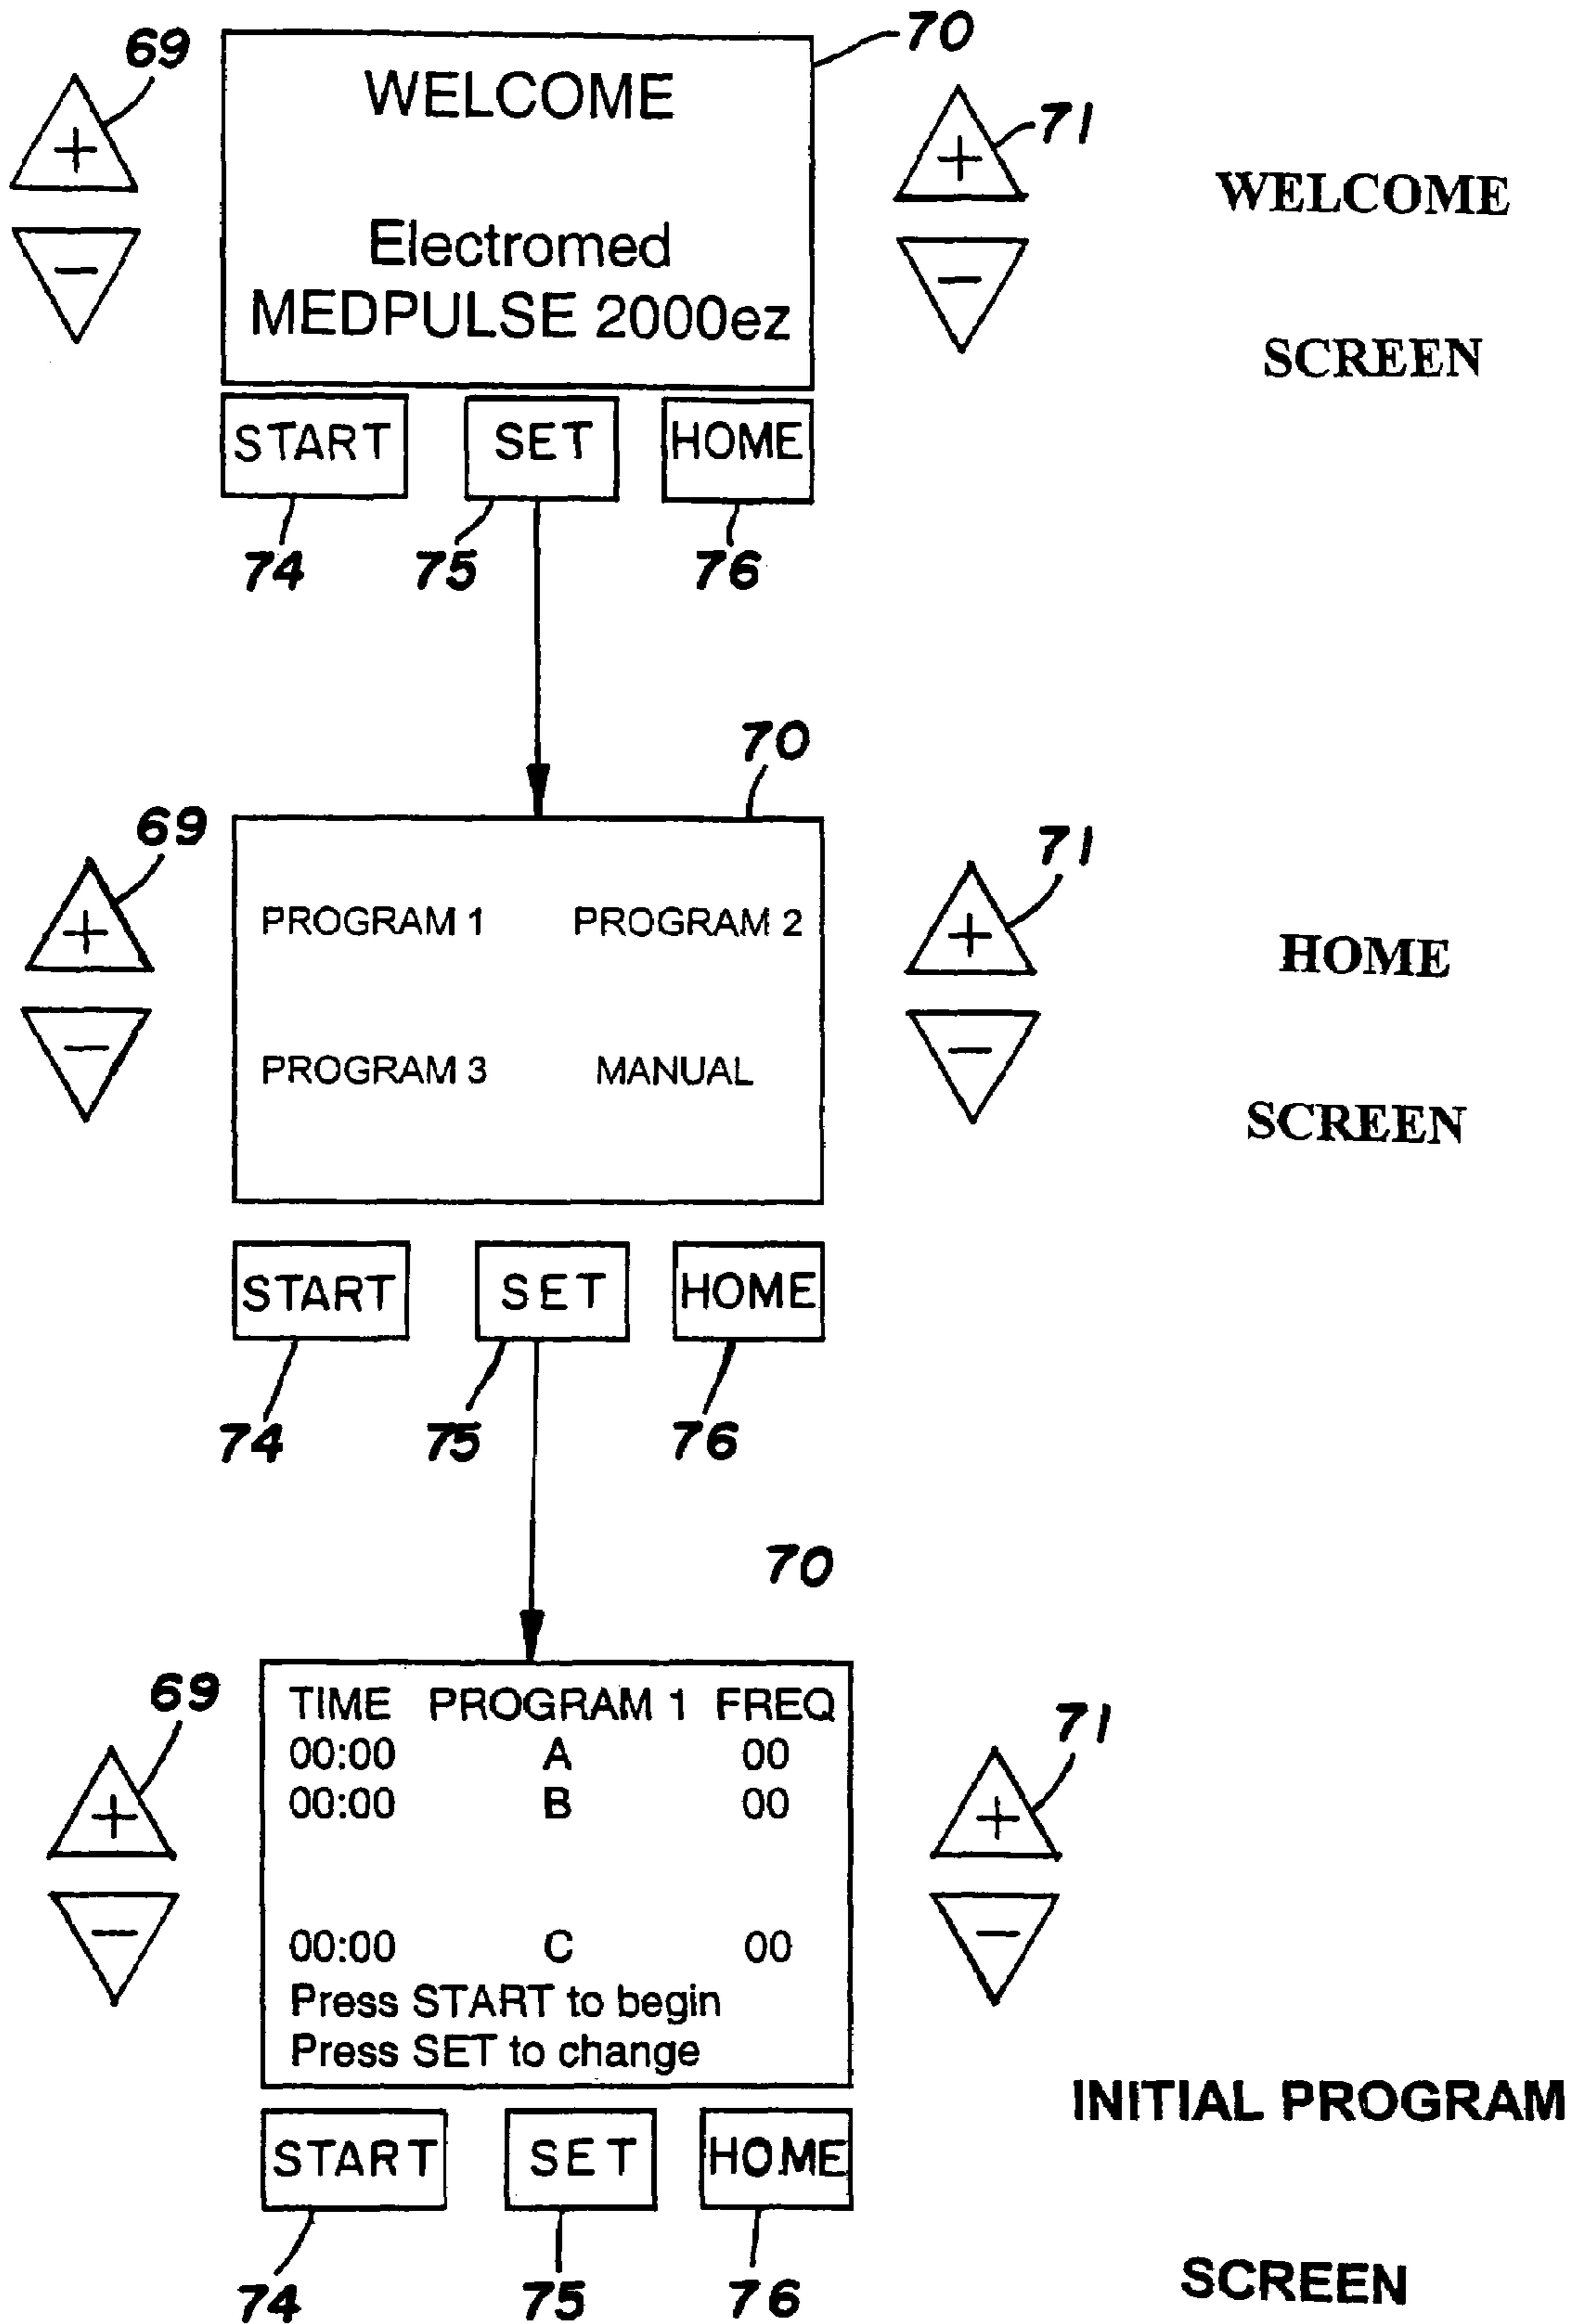 69
70
WELCOME
Electromed
MEDPULSE 2000ez
+
−
+
−
71
WELCOME
SCREEN
START
SET
HOME
74
75
76
70
69
PROGRAM 1 PROGRAM 2
PROGRAM 3 MANUAL
+
−
+
−
71
HOME
SCREEN
START
SET
HOME
74
75
76
70
69
TIME PROGRAM 1 FREQ
00:00 A 00
00:00 B 00
00:00 C 00
Press START to begin
Press SET to change
+
−
+
−
71
INITIAL PROGRAM
SCREEN
START
SET
HOME
74
75
76